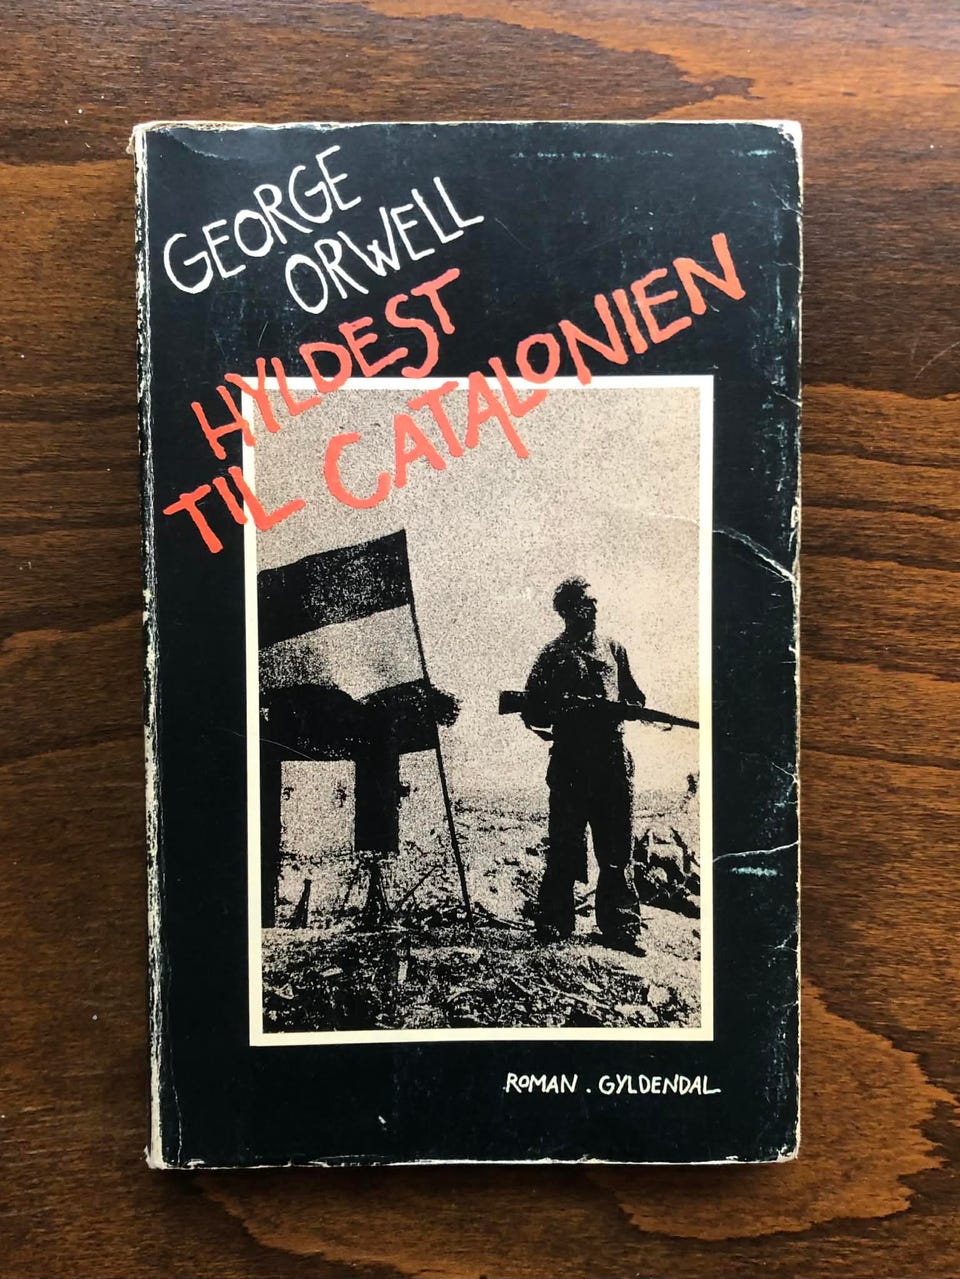 GEORGE
ORWELL
HYLDEST
TIL CATALONIEN
ROMAN . GYLDENDAL